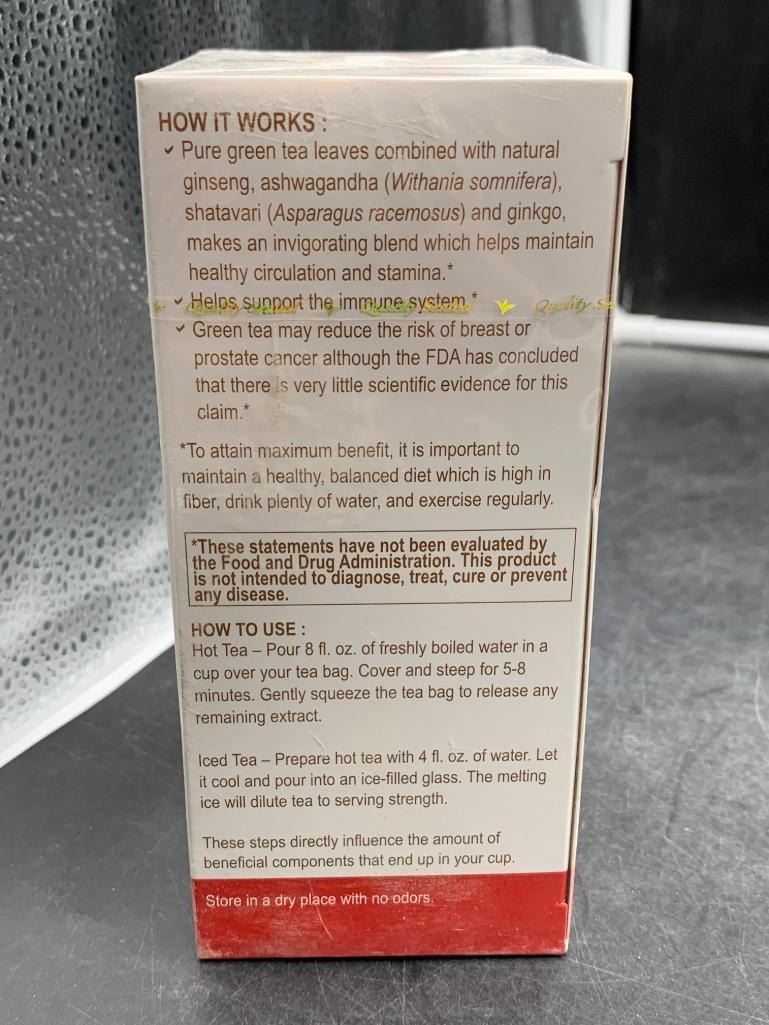 HOW IT WORKS :
✓ Pure green tea leaves combined with natural
ginseng, ashwagandha (Withania somnifera),
shatavari (Asparagus racemosus) and ginkgo,
makes an invigorating blend which helps maintain
healthy circulation and stamina.*
✓ Helps support the immune system.*
Quality Sealed Quality Sealed Quality Se
✓ Green tea may reduce the risk of breast or
prostate cancer although the FDA has concluded
that there is very little scientific evidence for this
claim.*
*To attain maximum benefit, it is important to
maintain a healthy, balanced diet which is high in
fiber, drink plenty of water, and exercise regularly.
*These statements have not been evaluated by
the Food and Drug Administration. This product
is not intended to diagnose, treat, cure or prevent
any disease.
HOW TO USE :
Hot Tea – Pour 8 fl. oz. of freshly boiled water in a
cup over your tea bag. Cover and steep for 5-8
minutes. Gently squeeze the tea bag to release any
remaining extract.
Iced Tea – Prepare hot tea with 4 fl. oz. of water. Let
it cool and pour into an ice-filled glass. The melting
ice will dilute tea to serving strength.
These steps directly influence the amount of
beneficial components that end up in your cup.
Store in a dry place with no odors.